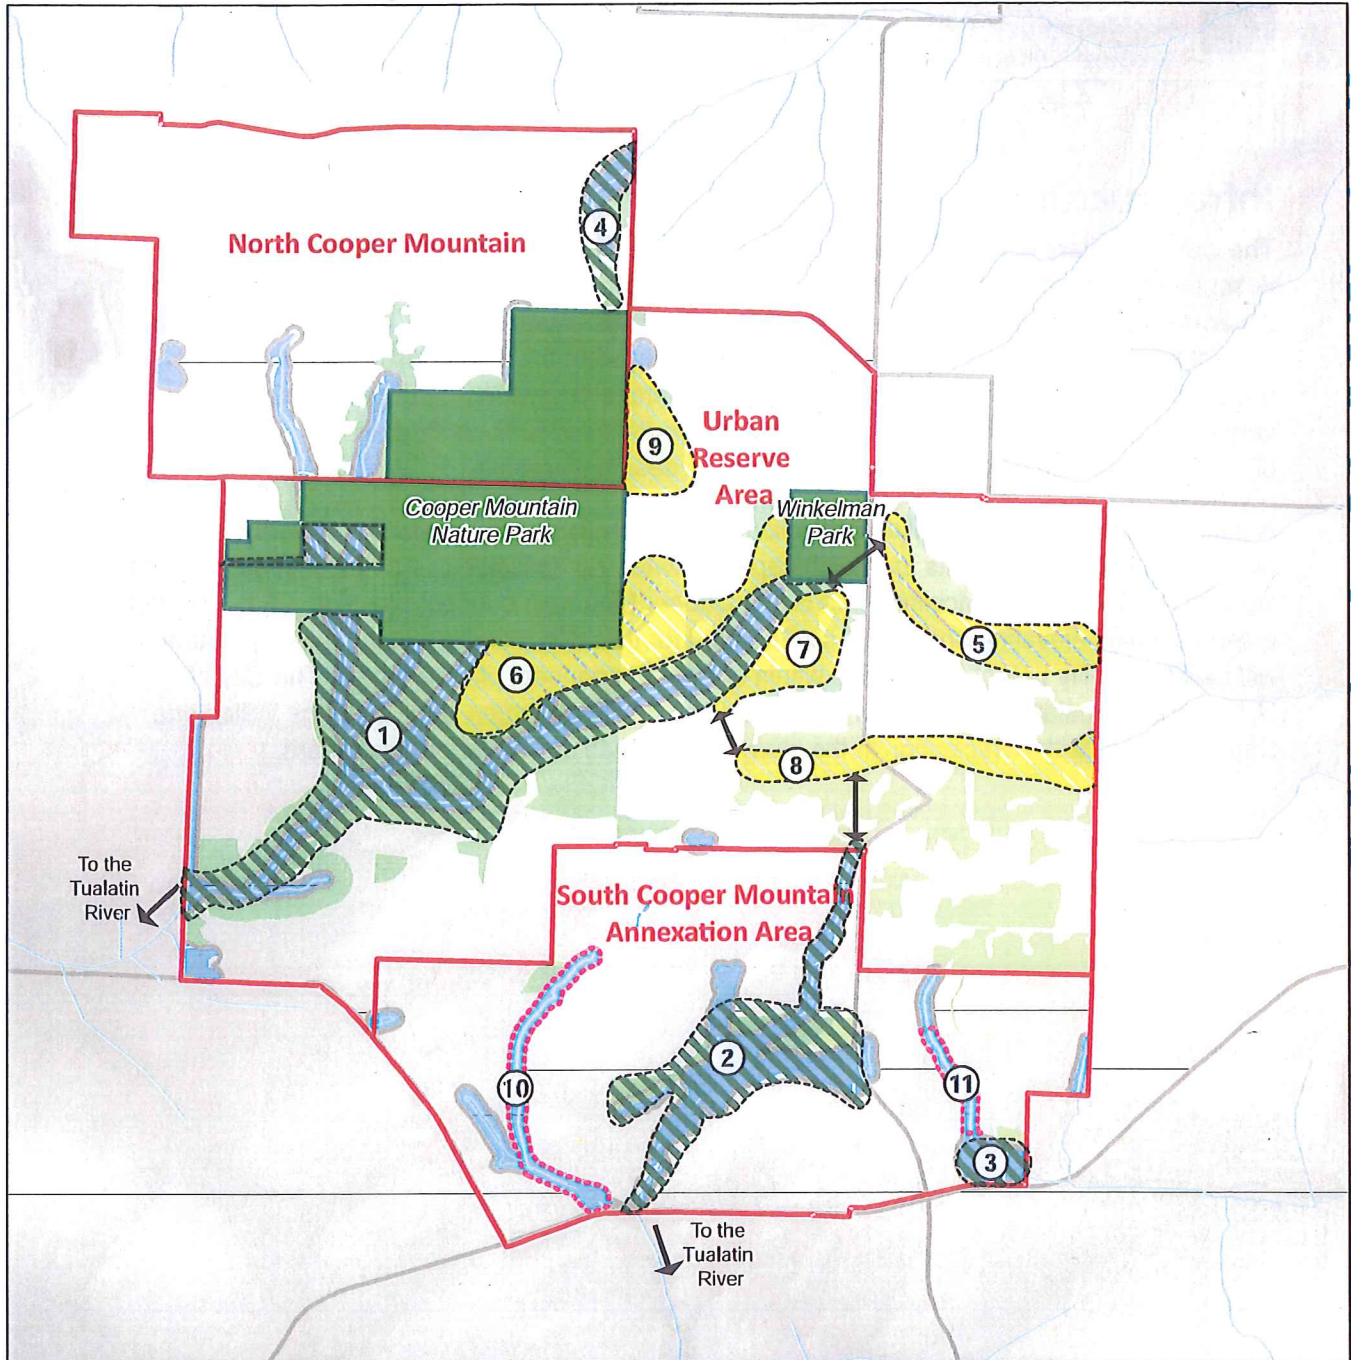 4
North Cooper Mountain
9
Urban
Reserve
Area
Cooper Mountain
Nature Park
Winkelman
Park
5
7
6
1
8
To the
Tualatin
River
South Cooper Mountain
Annexation Area
2
10
11
3
To the
Tualatin
River